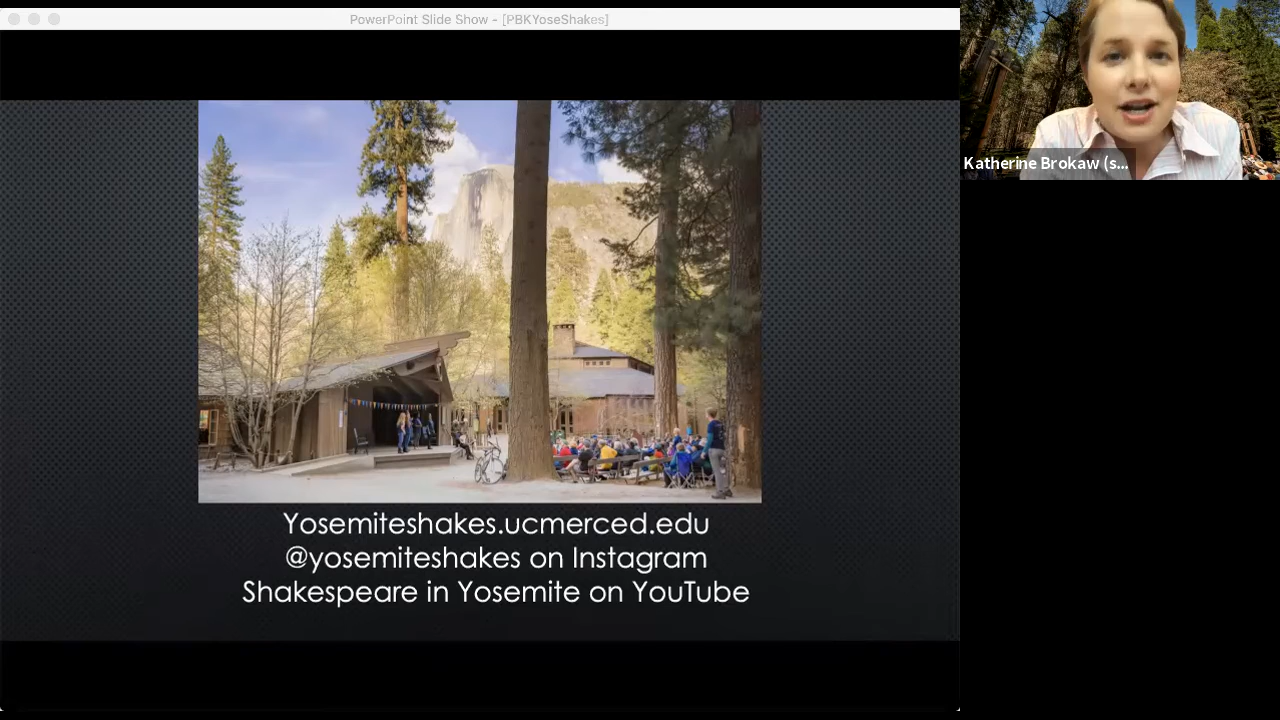 PowerPoint Slide Show - [PBKYoseShakes]
Katherine Brokaw (s...
Yosemiteshakes.ucmerced.edu
@yosemiteshakes on Instagram
Shakespeare in Yosemite on YouTube